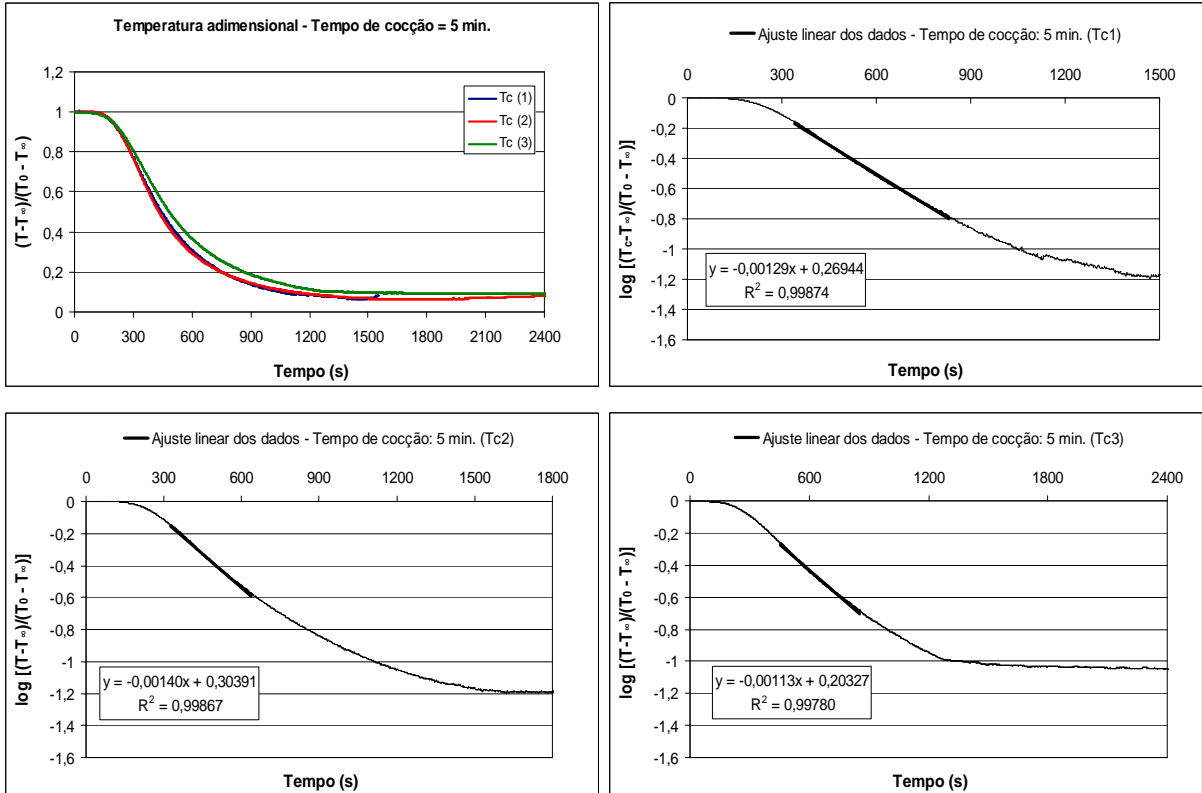 Temperatura adimensional - Tempo de cocção = 5 min.
(T-T∞)/(T0 - T∞)
1,2
1
0,8
0,6
0,4
0,2
0
Tc (1)
Tc (2)
Tc (3)
0 300 600 900 1200 1500 1800 2100 2400
Tempo (s)
Ajuste linear dos dados - Tempo de cocção: 5 min. (Tc1)
0 300 600 900 1200 1500
log [(Tc-T∞)/(T0 - T∞)]
0
-0,2
-0,4
-0,6
-0,8
-1
-1,2
-1,4
-1,6
y = -0,00129x + 0,26944
R² = 0,99874
Tempo (s)
Ajuste linear dos dados - Tempo de cocção: 5 min. (Tc2)
0 300 600 900 1200 1500 1800
log [(T-T∞)/(T0 - T∞)]
0
-0,2
-0,4
-0,6
-0,8
-1
-1,2
-1,4
-1,6
y = -0,00140x + 0,30391
R² = 0,99867
Tempo (s)
Ajuste linear dos dados - Tempo de cocção: 5 min. (Tc3)
0 600 1200 1800 2400
log [(T-T∞)/(T0 - T∞)]
0
-0,2
-0,4
-0,6
-0,8
-1
-1,2
-1,4
-1,6
y = -0,00113x + 0,20327
R² = 0,99780
Tempo (s)